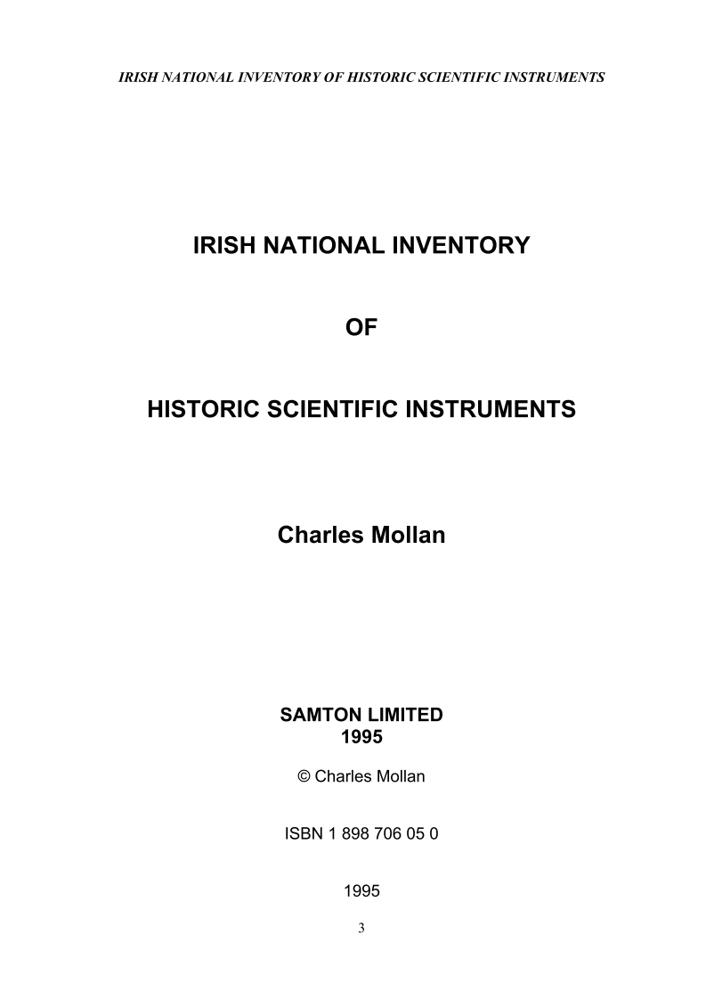 IRISH NATIONAL INVENTORY OF HISTORIC SCIENTIFIC INSTRUMENTS
IRISH NATIONAL INVENTORY
OF
HISTORIC SCIENTIFIC INSTRUMENTS
Charles Mollan
SAMTON LIMITED
1995
© Charles Mollan
ISBN 1 898 706 05 0
1995
3